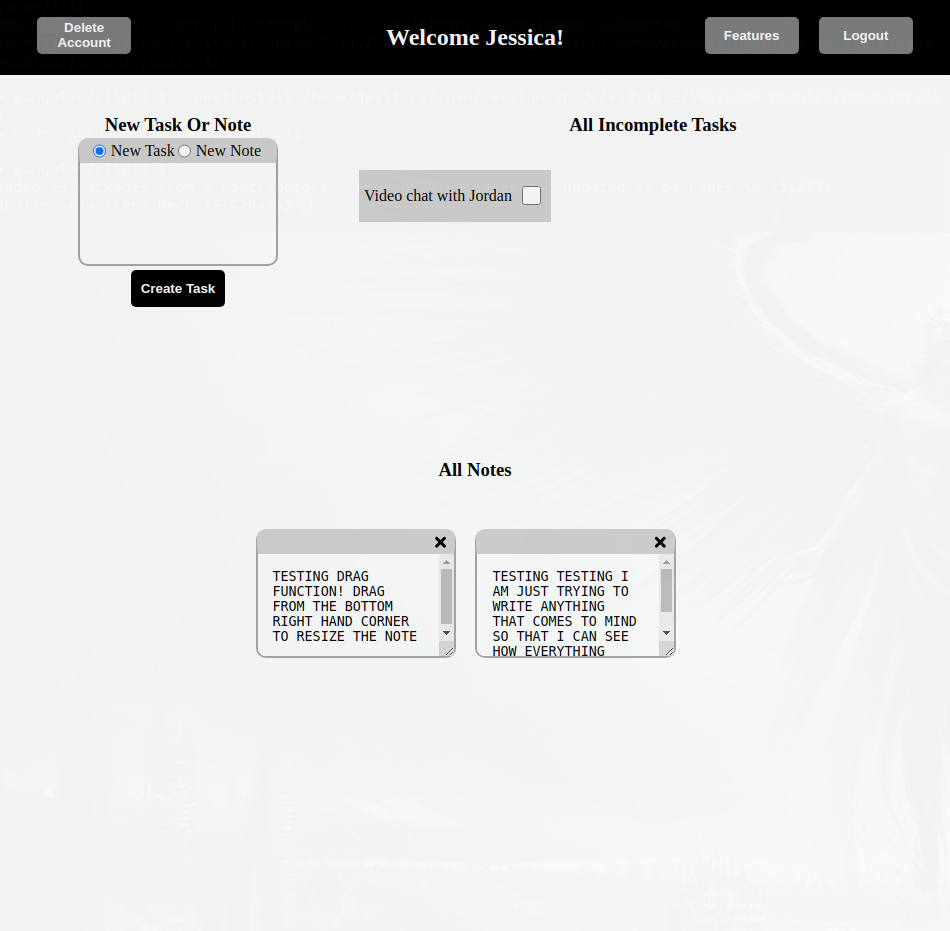 Delete
Account
Welcome Jessica!
Features
Logout
New Task Or Note
All Incomplete Tasks
New Task New Note
Video chat with Jordan
Create Task
All Notes
TESTING DRAG
FUNCTION! DRAG
FROM THE BOTTOM
RIGHT HAND CORNER
TO RESIZE THE NOTE
TESTING TESTING I
AM JUST TRYING TO
WRITE ANYTHING
THAT COMES TO MIND
SO THAT I CAN SEE
HOW EVERYTHING